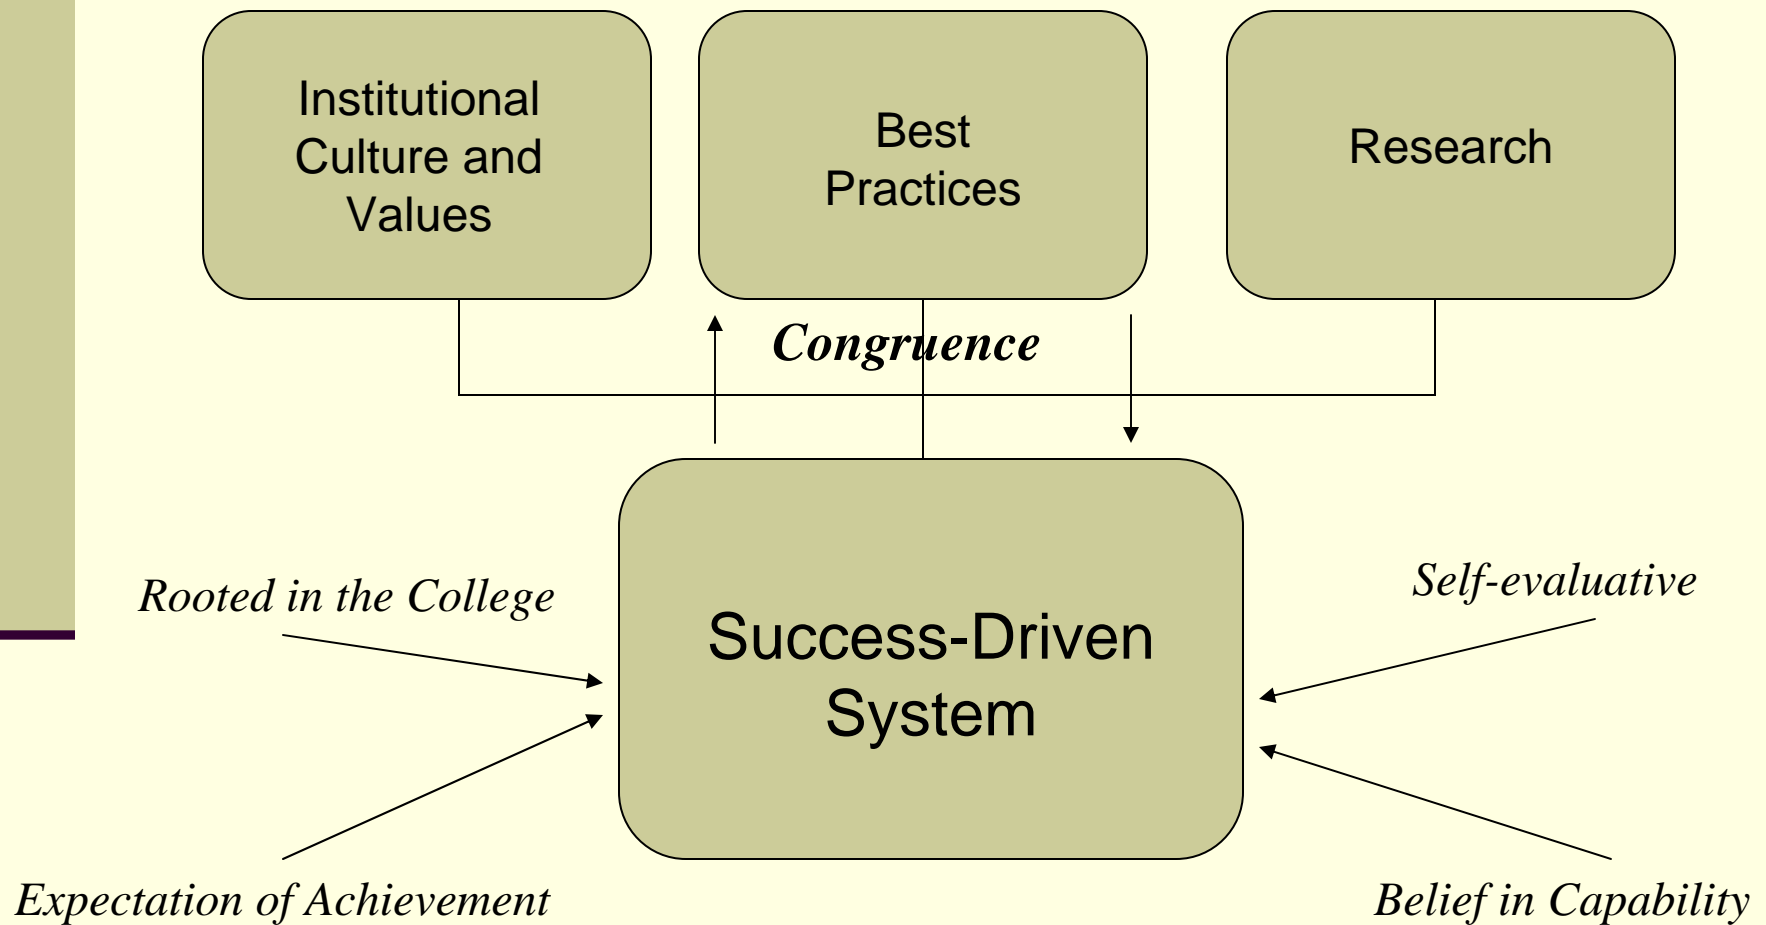 Institutional
Culture and
Values
Best
Practices
Research
Congruence
Rooted in the College
Self-evaluative
Success-Driven
System
Expectation of Achievement
Belief in Capability